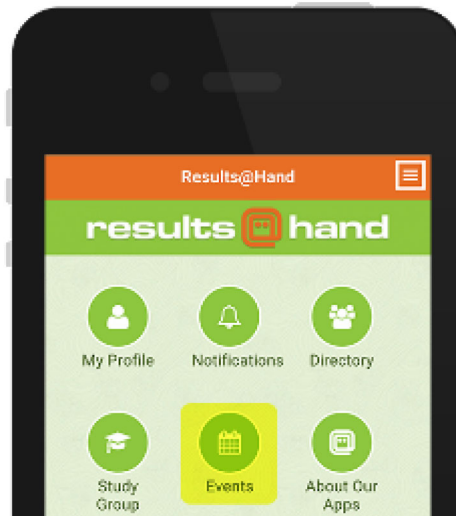 Results@Hand
results@hand
My Profile
Notifications
Directory
Study
Group
Events
About Our
Apps